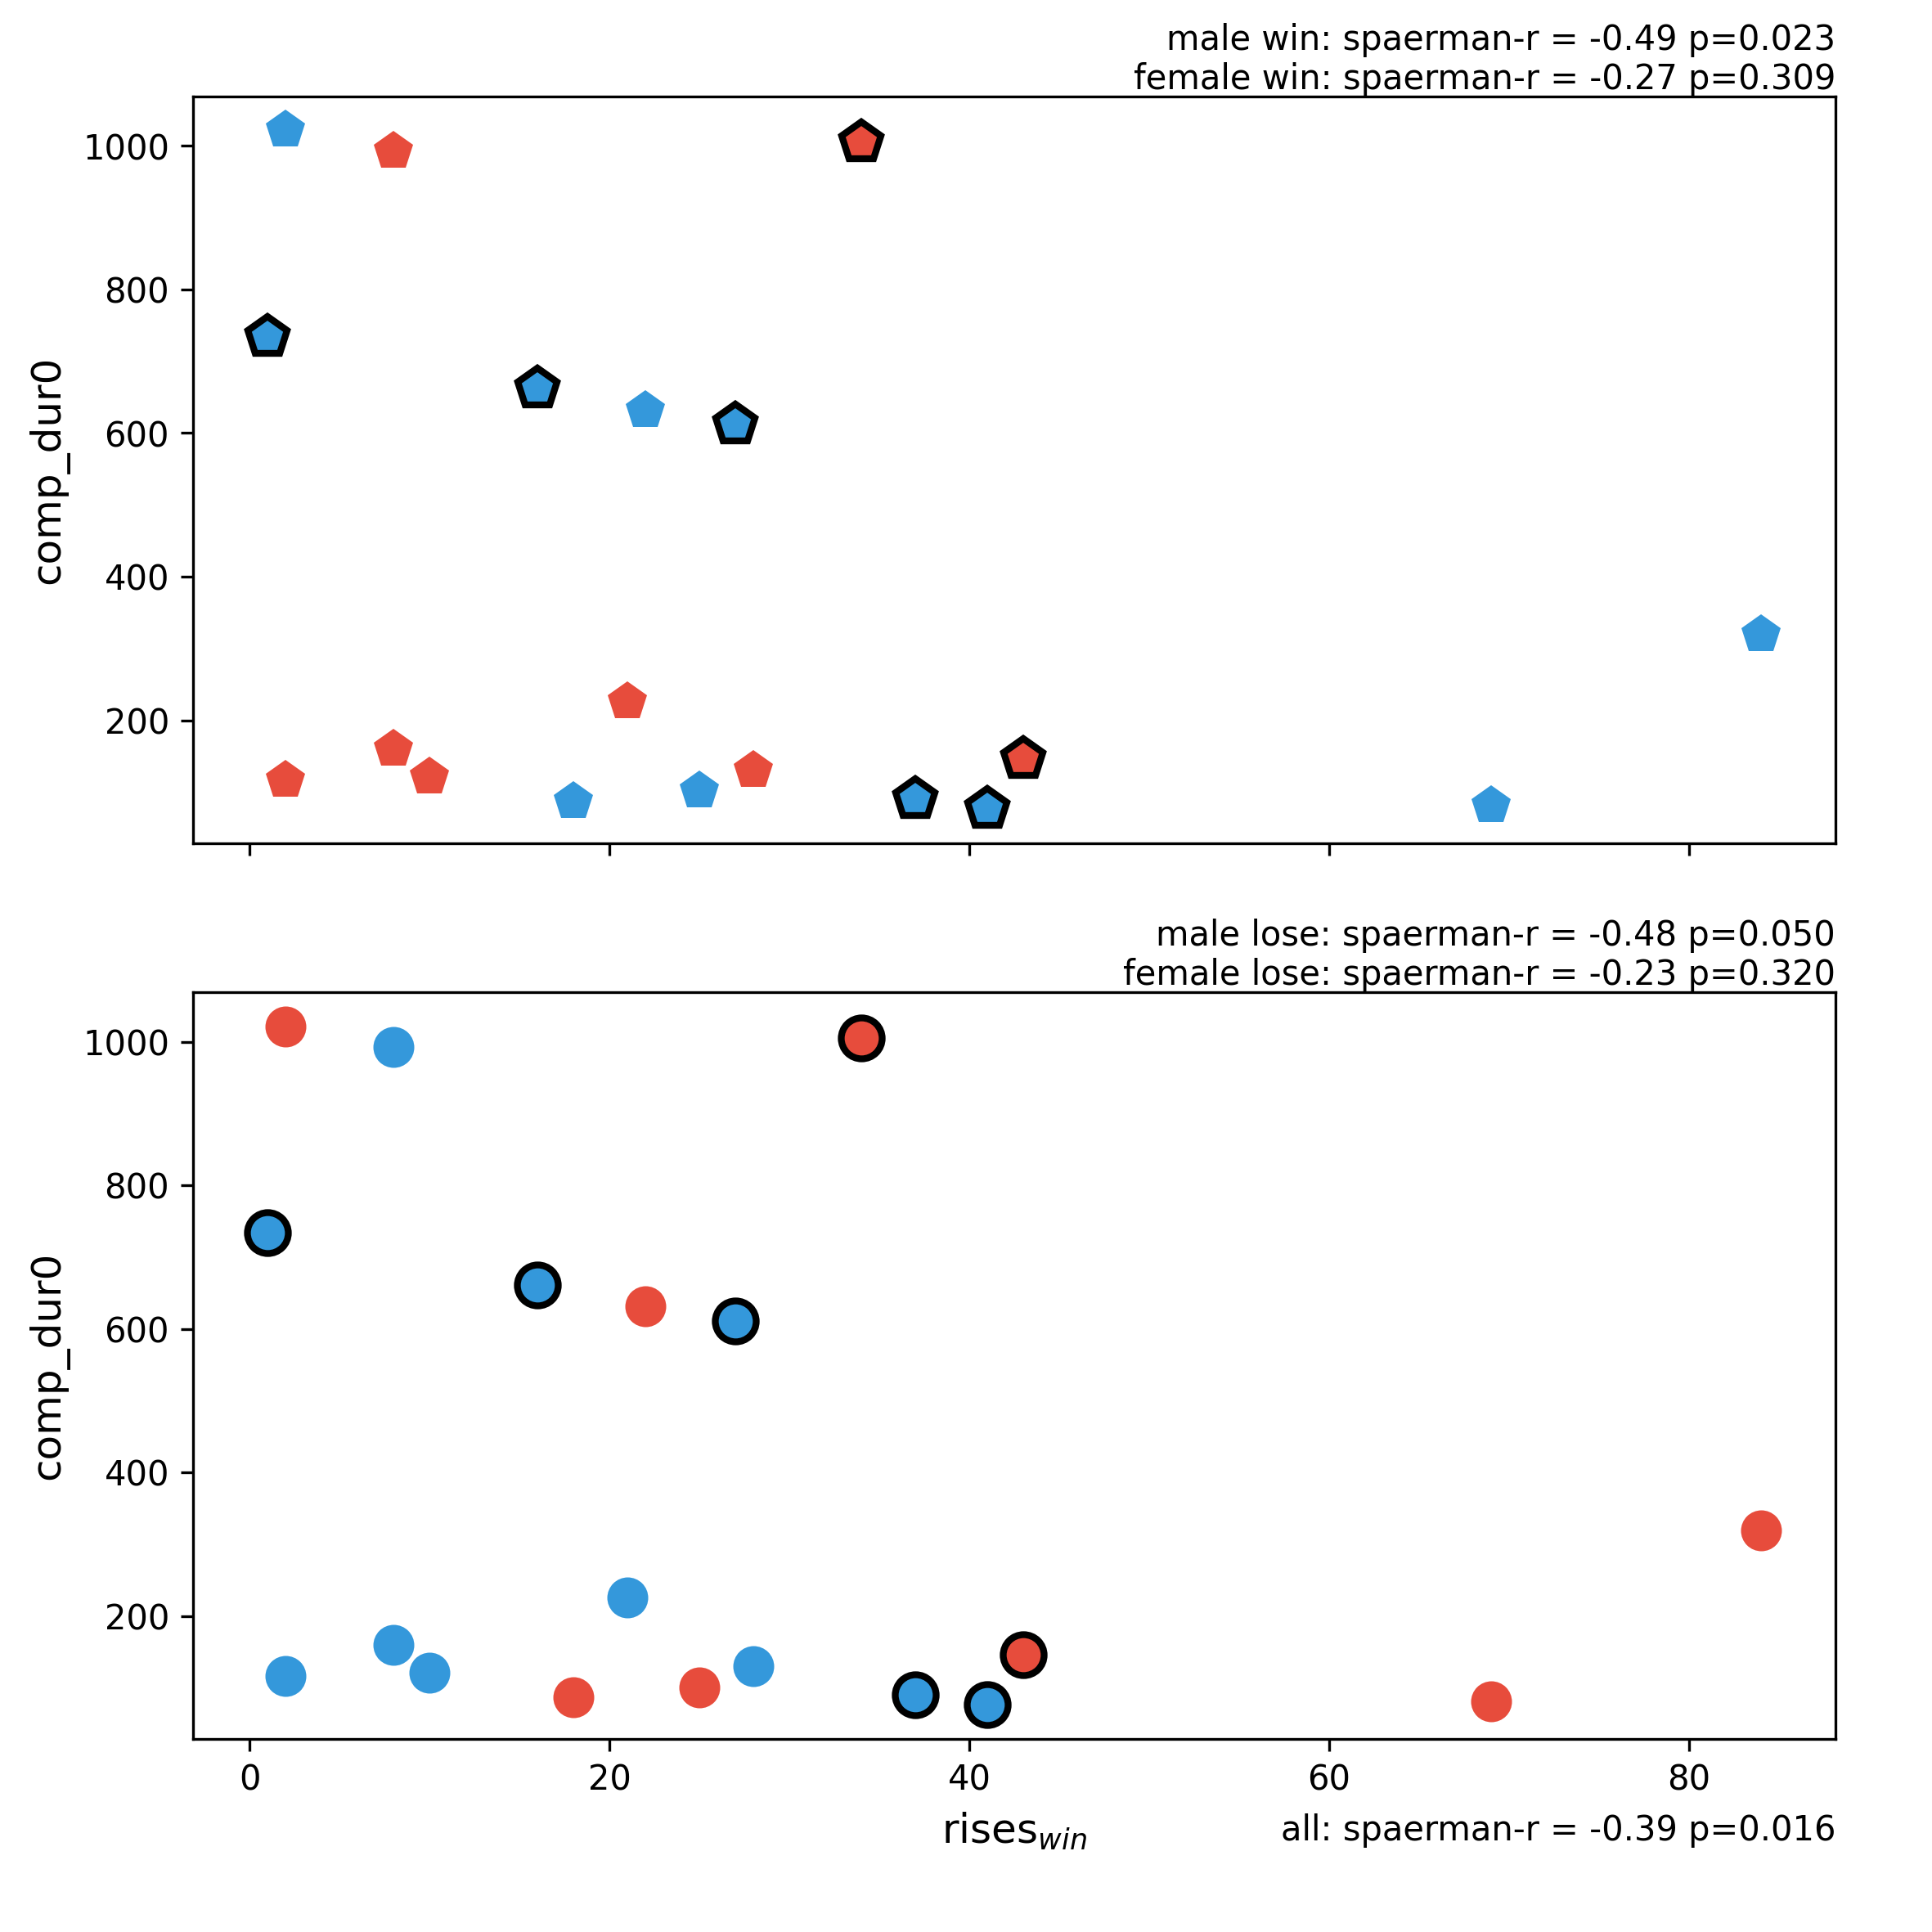 male win: spaerman-r = -0.49 p=0.023
female win: spaerman-r = -0.27 p=0.309
1000
800
600
400
200
comp_dur0
male lose: spaerman-r = -0.48 p=0.050
female lose: spaerman-r = -0.23 p=0.320
1000
800
600
400
200
comp_dur0
0 20 40 60 80
rises_win
all: spaerman-r = -0.39 p=0.016